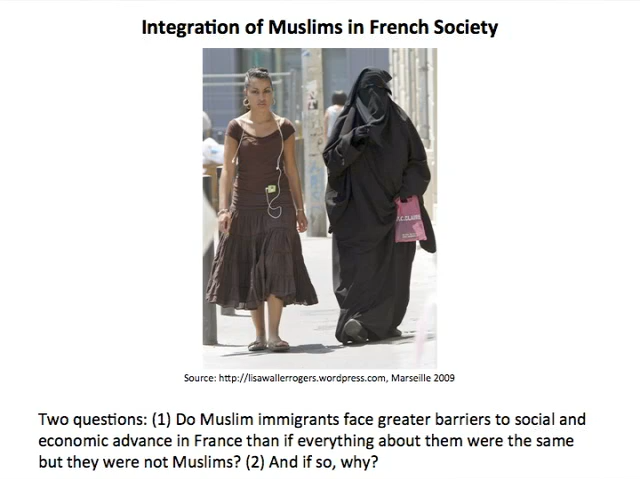 Integration of Muslims in French Society
Source: http://lisawallerrogers.wordpress.com, Marseille 2009
Two questions: (1) Do Muslim immigrants face greater barriers to social and
economic advance in France than if everything about them were the same
but they were not Muslims? (2) And if so, why?